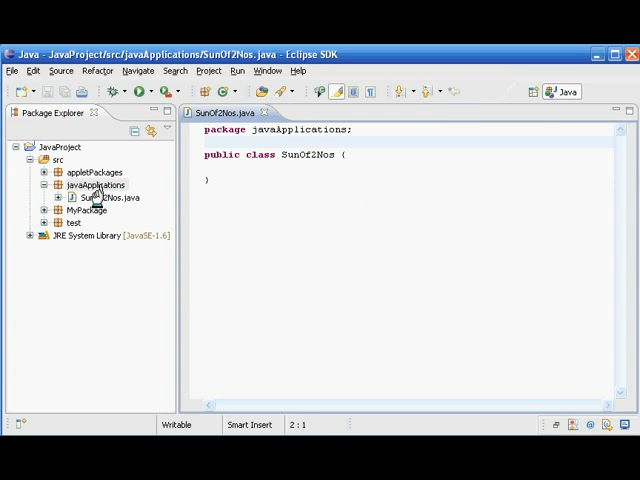 Java - JavaProject/src/javaApplications/SunOf2Nos.java - Eclipse SDK
File Edit Source Refactor Navigate Search Project Run Window Help
Java
Package Explorer
SunOf2Nos.java
JavaProject
src
appletPackages
javaApplications
SunOf2Nos.java
MyPackage
test
JRE System Library [JavaSE-1.6]
package javaApplications;
public class SunOf2Nos {
}
Writable Smart Insert 2 : 1